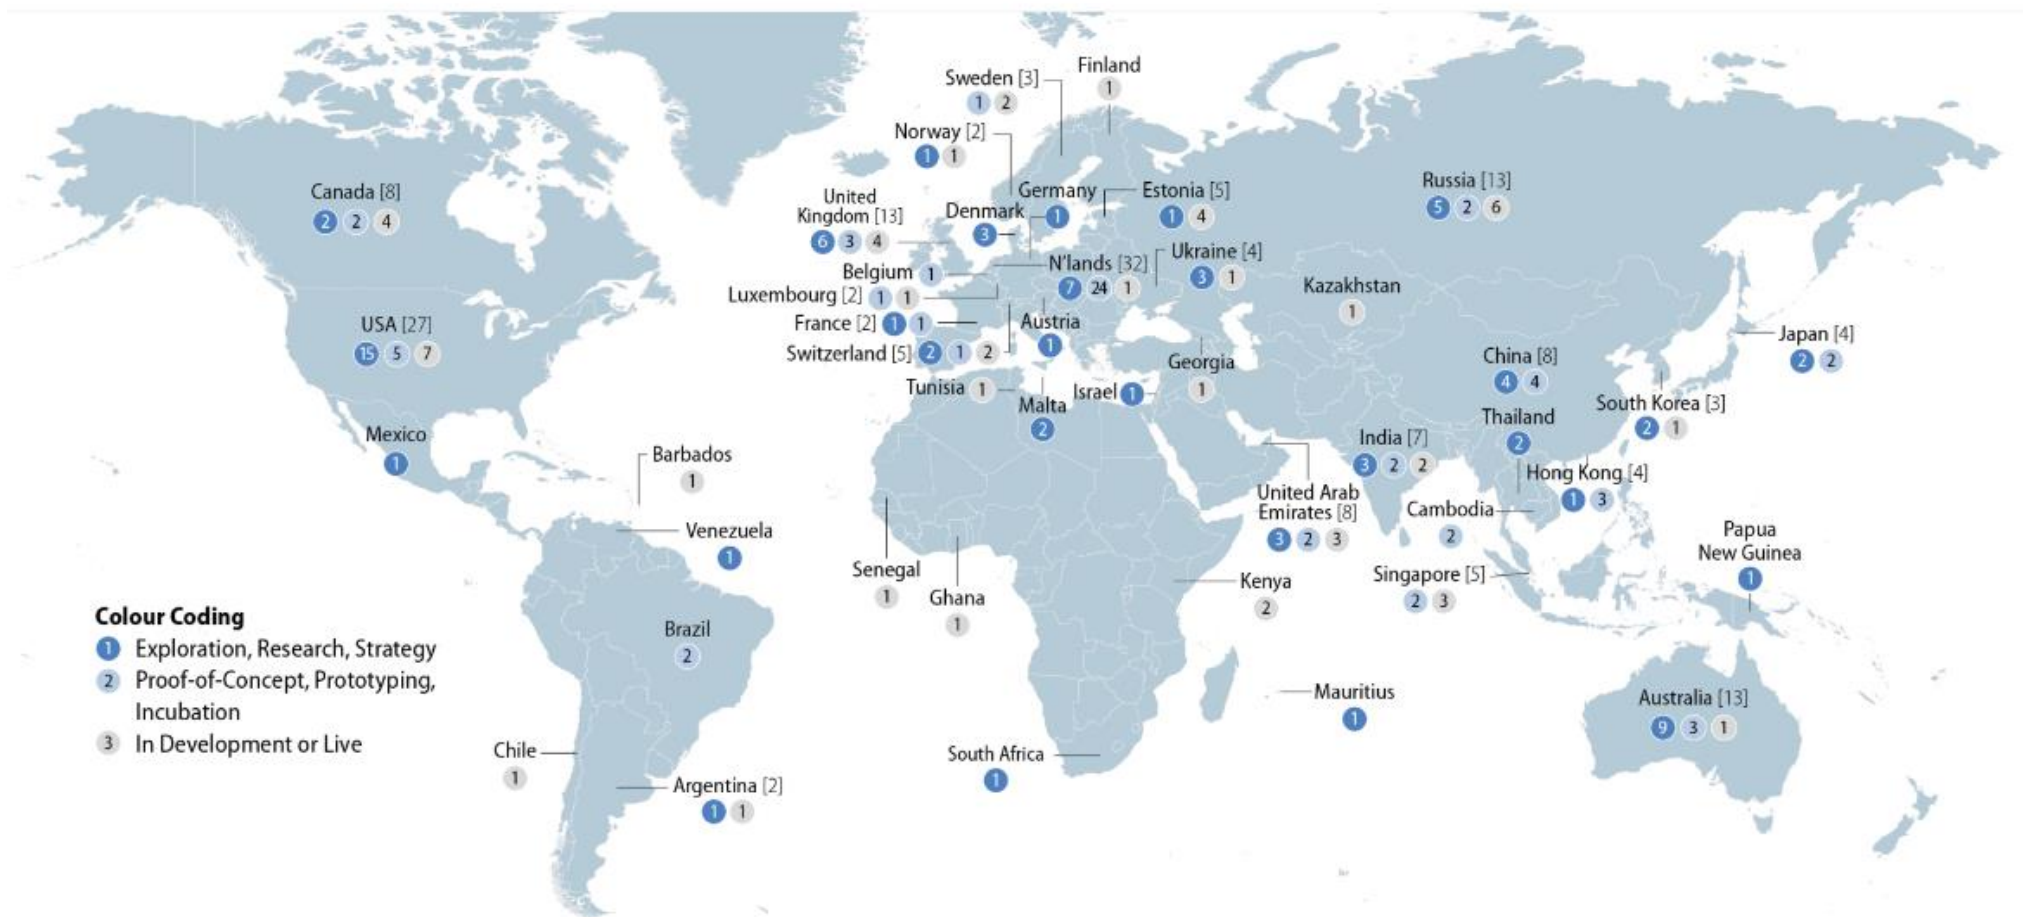 Finland
1
Sweden [3]
1 2
Norway [2]
1 1
Canada [8]
2 2 4
United
Kingdom [13]
6 3 4
Denmark
3
Germany
1
Estonia [5]
1 4
Russia [13]
5 2 6
Belgium 1
N'lands [32]
7 24 1
Ukraine [4]
3 1
Luxembourg [2] 1 1
Kazakhstan
1
USA [27]
15 5 7
France [2] 1 1
Austria
1
Switzerland [5] 2 1 2
Georgia
1
China [8]
4 4
Japan [4]
2 2
Tunisia 1
Malta
2
Israel 1
Thailand
2
South Korea [3]
2 1
Mexico
1
Barbados
1
India [7]
3 2 2
Hong Kong [4]
1 3
Venezuela
1
United Arab
Emirates [8]
3 2 3
Cambodia
2
Papua
New Guinea
1
Senegal
1
Ghana
1
Kenya
2
Singapore [5]
2 3
Colour Coding
1 Exploration, Research, Strategy
2 Proof-of-Concept, Prototyping,
Incubation
3 In Development or Live
Brazil
2
Mauritius
1
Australia [13]
9 3 1
Chile
1
Argentina [2]
1 1
South Africa
1